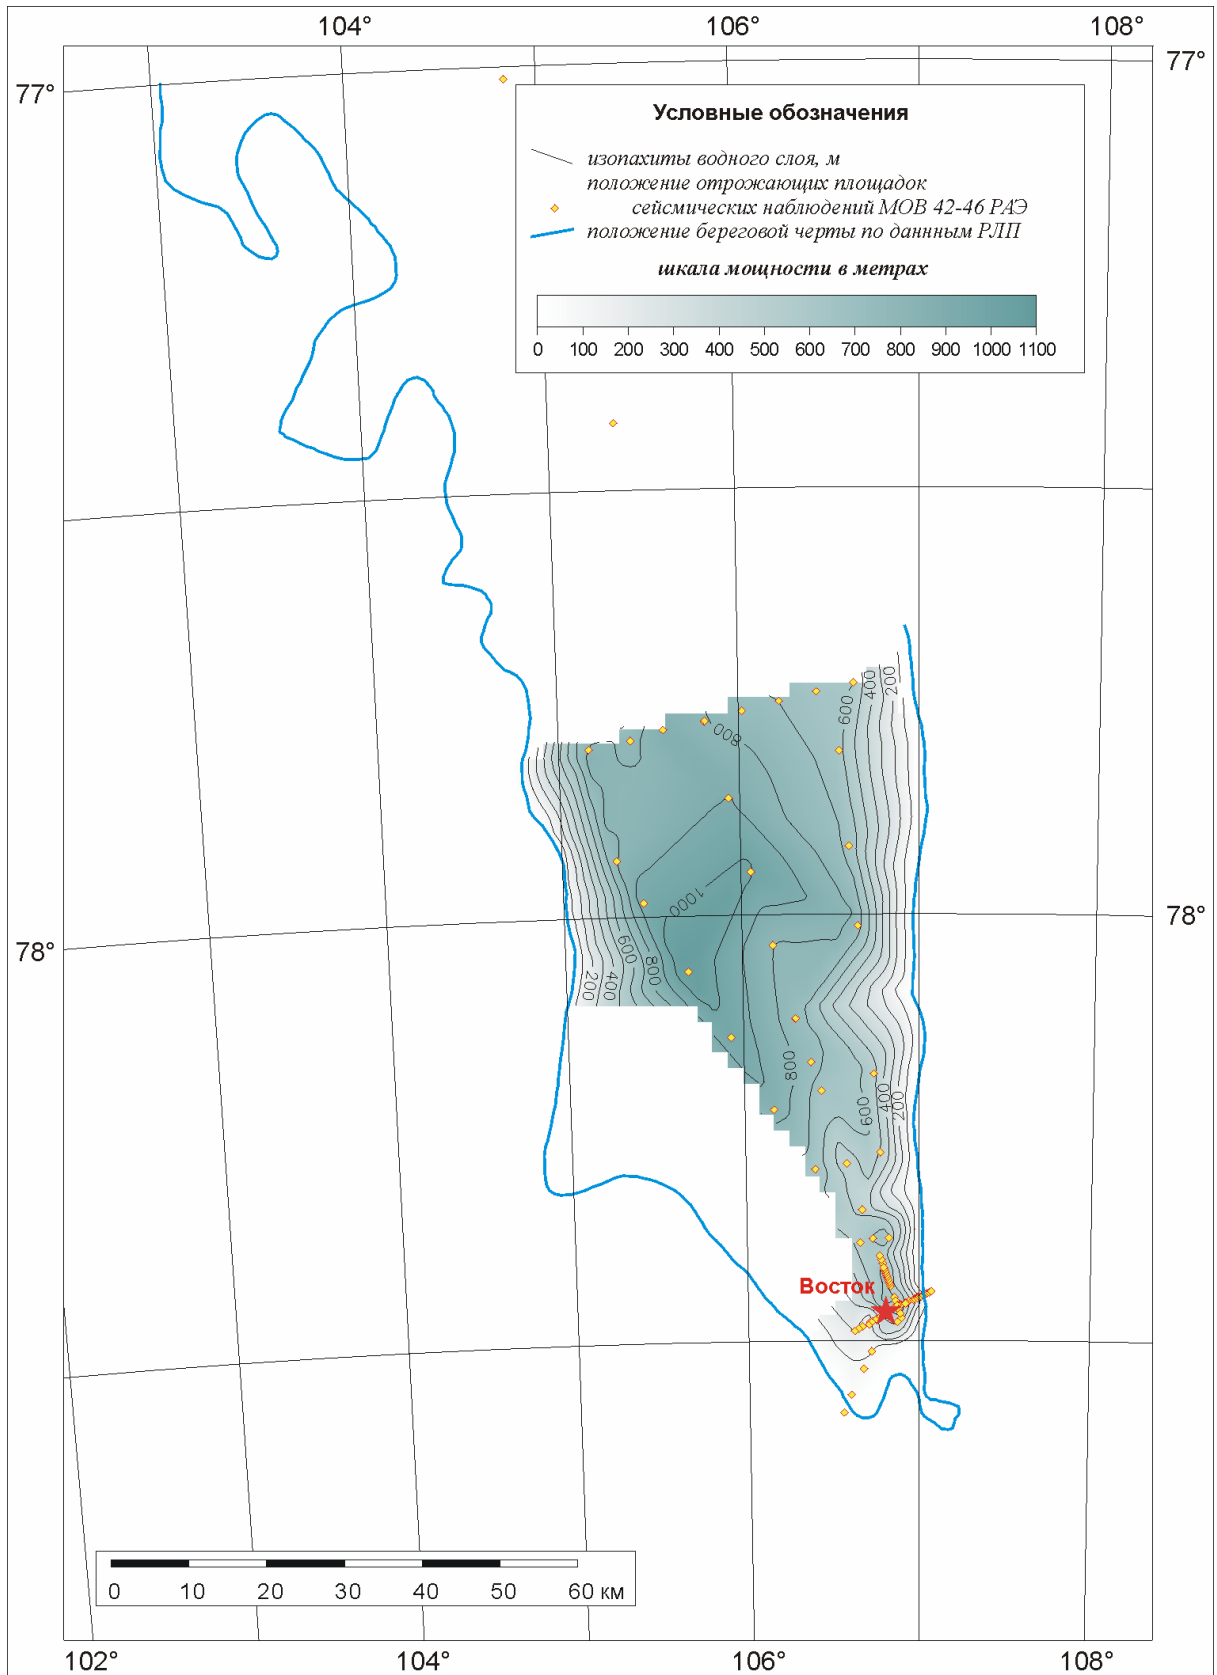 104°
106°
108°
77°
77°
Условные обозначения
изопахиты водного слоя, м
положение отрожающих площадок
сейсмических наблюдений МОВ 42-46 РАЭ
положение береговой черты по даннным РЛП
шкала мощности в метрах
0 100 200 300 400 500 600 700 800 900 1000 1100
600
400
200
800
1000
78°
78°
200
400
600
800
800
600
400
200
Восток
0 10 20 30 40 50 60 км
102°
104°
106°
108°